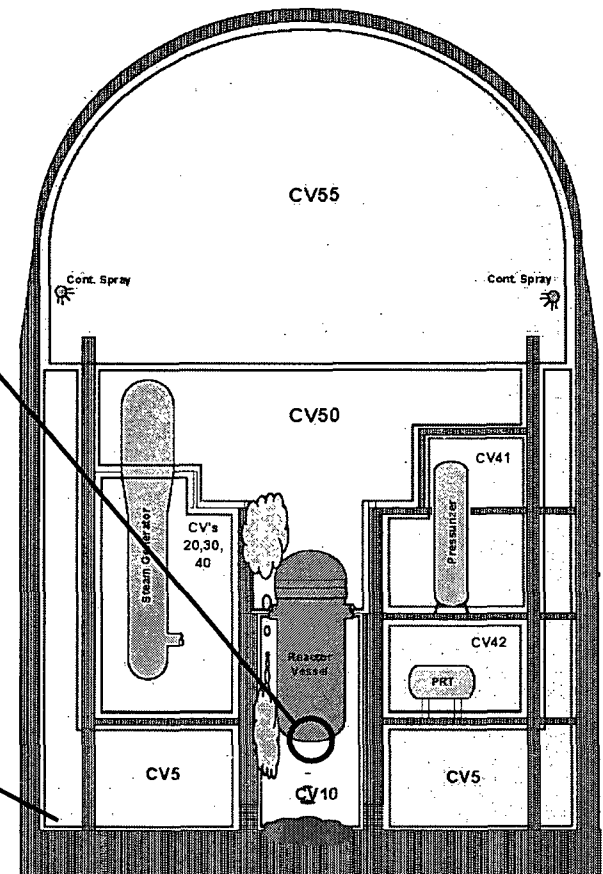 CV55
Cont. Spray
Cont. Spray
CV50
CV41
Steam Generator
CV's
20,30,
40
Pressurizer
Reactor
Vessel
CV42
PRT
CV5
CV10
CV5